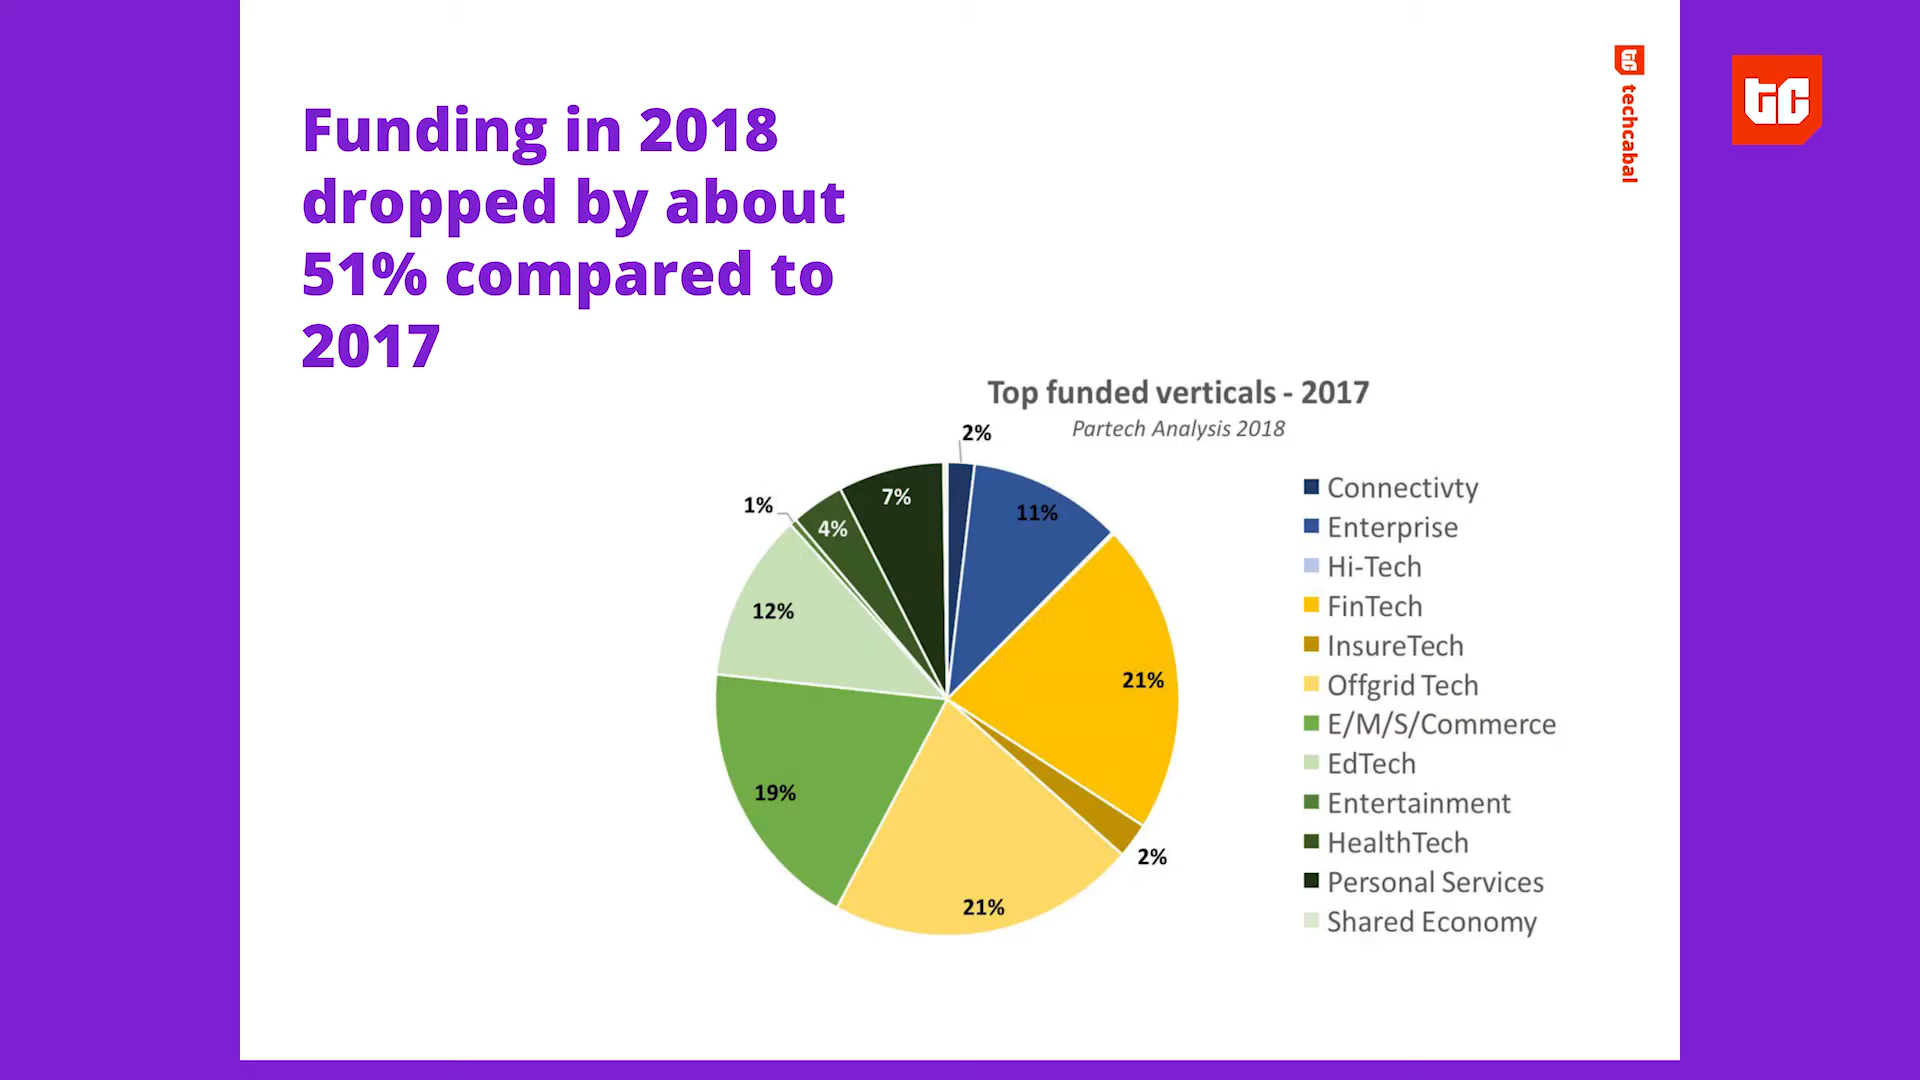 Funding in 2018
dropped by about
51% compared to
2017
techcabal
tc
tc
Top funded verticals - 2017
Partech Analysis 2018
2%
11%
21%
2%
21%
19%
12%
1%
4%
7%
Connectivty
Enterprise
Hi-Tech
FinTech
InsureTech
Offgrid Tech
E/M/S/Commerce
EdTech
Entertainment
HealthTech
Personal Services
Shared Economy